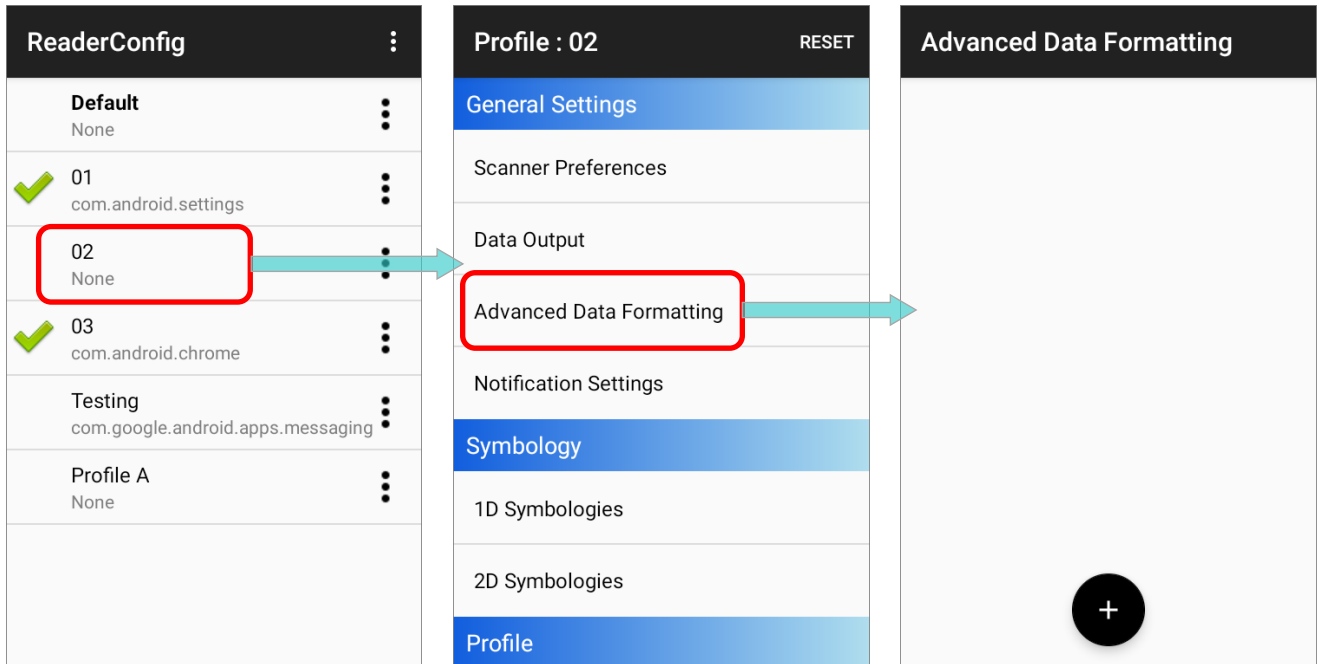 ReaderConfig
Default
None
01
com.android.settings
02
None
03
com.android.chrome
Testing
com.google.android.apps.messaging
Profile A
None
Profile : 02
RESET
General Settings
Scanner Preferences
Data Output
Advanced Data Formatting
Notification Settings
Symbology
1D Symbologies
2D Symbologies
Profile
Advanced Data Formatting
+